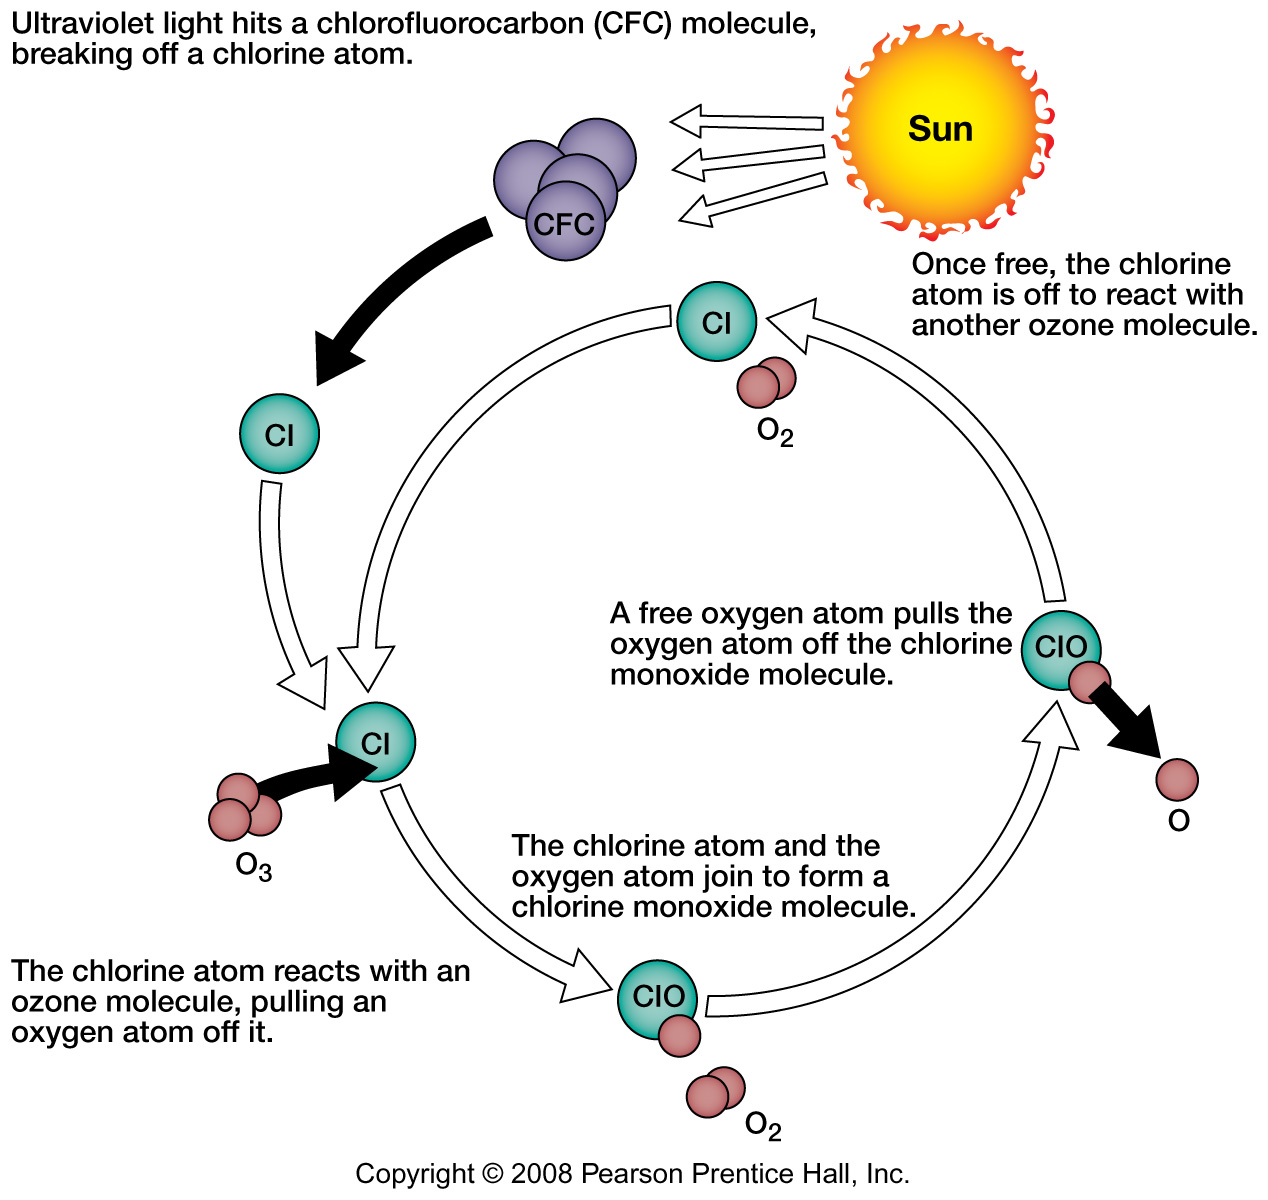 Ultraviolet light hits a chlorofluorocarbon (CFC) molecule,
breaking off a chlorine atom.
Sun
CFC
Once free, the chlorine
atom is off to react with
another ozone molecule.
Cl
O2
Cl
A free oxygen atom pulls the
oxygen atom off the chlorine
monoxide molecule.
ClO
Cl
O
O3
The chlorine atom and the
oxygen atom join to form a
chlorine monoxide molecule.
The chlorine atom reacts with an
ozone molecule, pulling an
oxygen atom off it.
ClO
O2
Copyright © 2008 Pearson Prentice Hall, Inc.